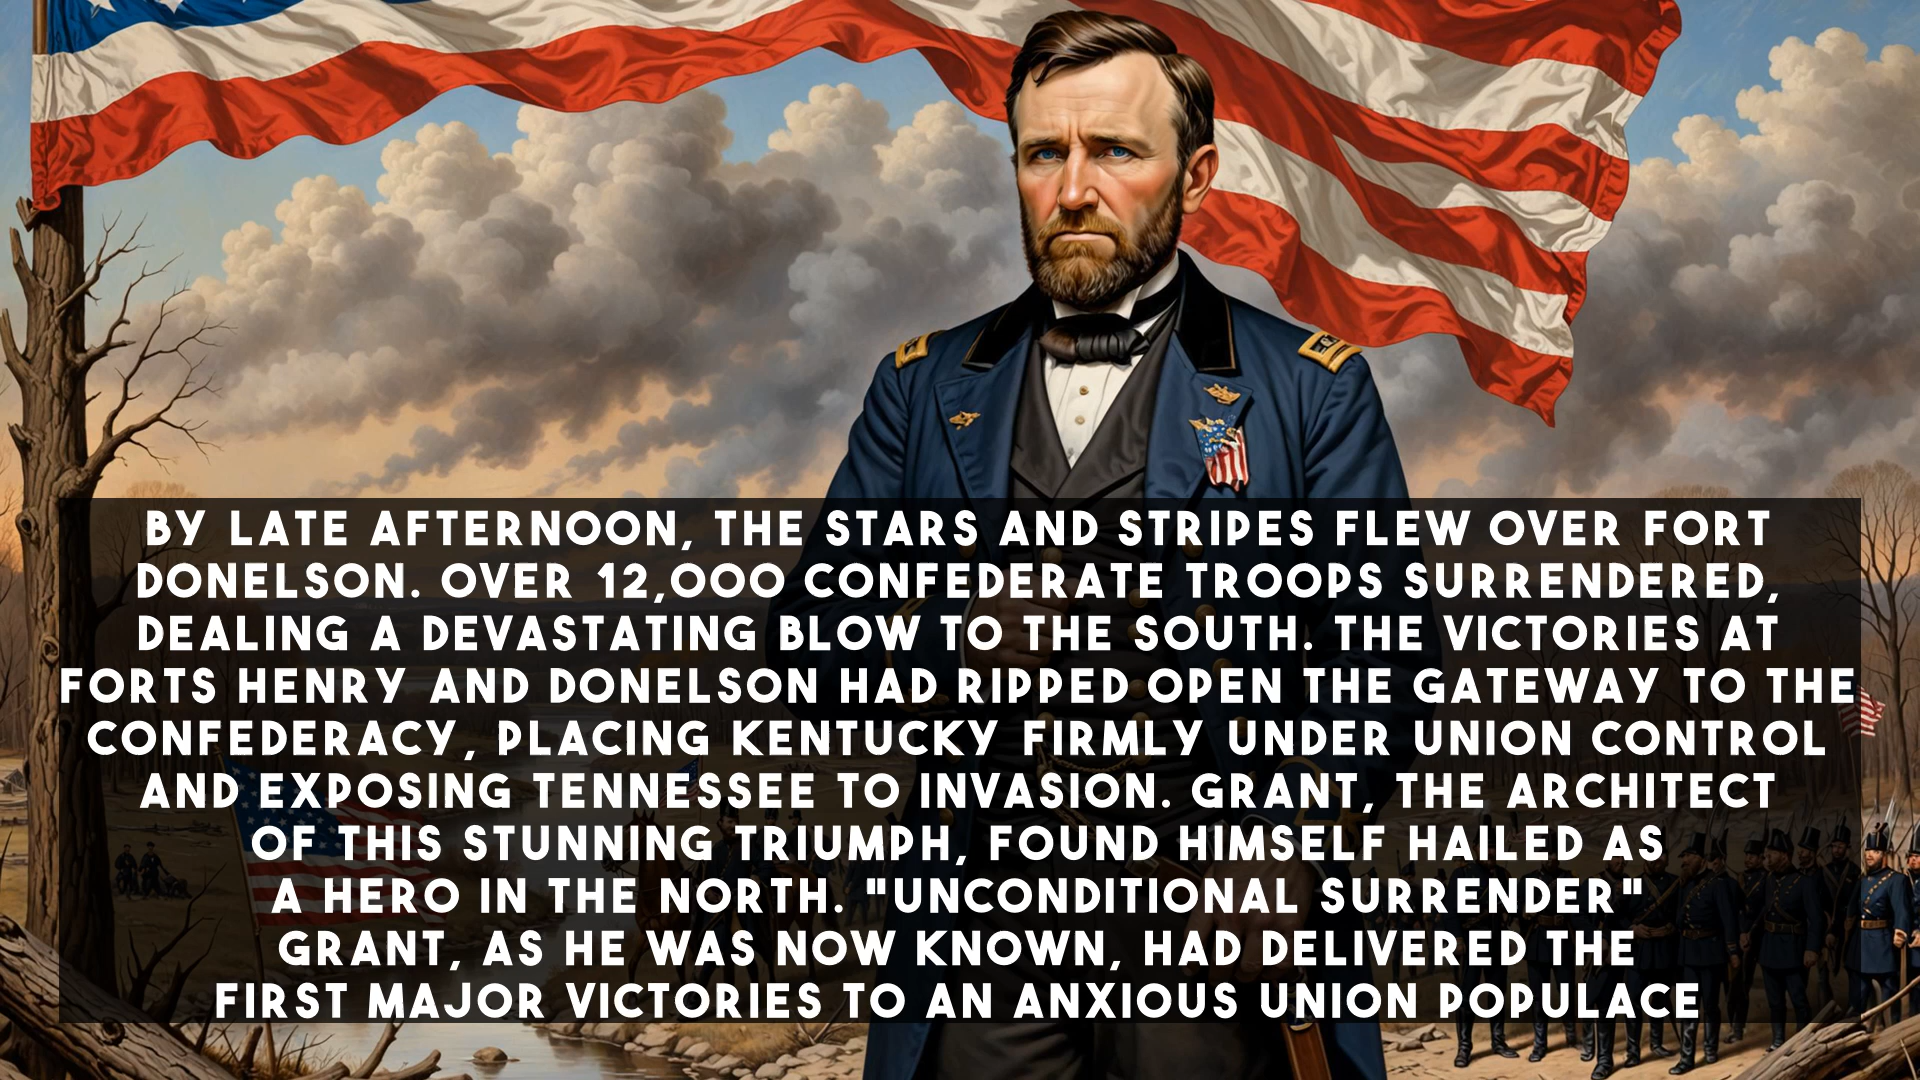 BY LATE AFTERNOON, THE STARS AND STRIPES FLEW OVER FORT
DONELSON. OVER 12,000 CONFEDERATE TROOPS SURRENDERED,
DEALING A DEVASTATING BLOW TO THE SOUTH. THE VICTORIES AT
FORTS HENRY AND DONELSON HAD RIPPED OPEN THE GATEWAY TO THE
CONFEDERACY, PLACING KENTUCKY FIRMLY UNDER UNION CONTROL
AND EXPOSING TENNESSEE TO INVASION. GRANT, THE ARCHITECT
OF THIS STUNNING TRIUMPH, FOUND HIMSELF HAILED AS
A HERO IN THE NORTH. "UNCONDITIONAL SURRENDER"
GRANT, AS HE WAS NOW KNOWN, HAD DELIVERED THE
FIRST MAJOR VICTORIES TO AN ANXIOUS UNION POPULACE